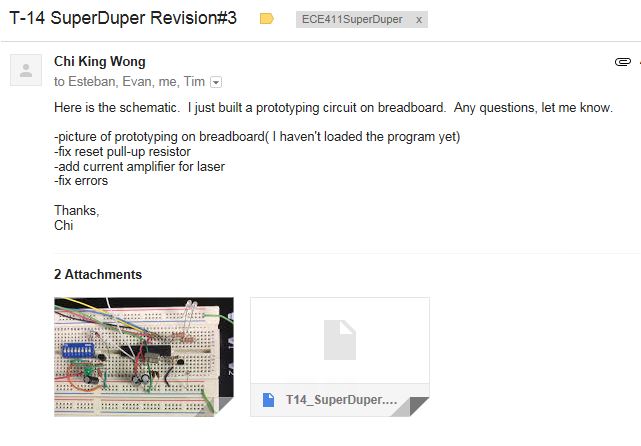 T-14 SuperDuper Revision#3 ECE411SuperDuper x
Chi King Wong
to Esteban, Evan, me, Tim
Here is the schematic. I just built a prototyping circuit on breadboard. Any questions, let me know.
-picture of prototyping on breadboard( I haven't loaded the program yet)
-fix reset pull-up resistor
-add current amplifier for laser
-fix errors
Thanks,
Chi
2 Attachments
T14_SuperDuper....